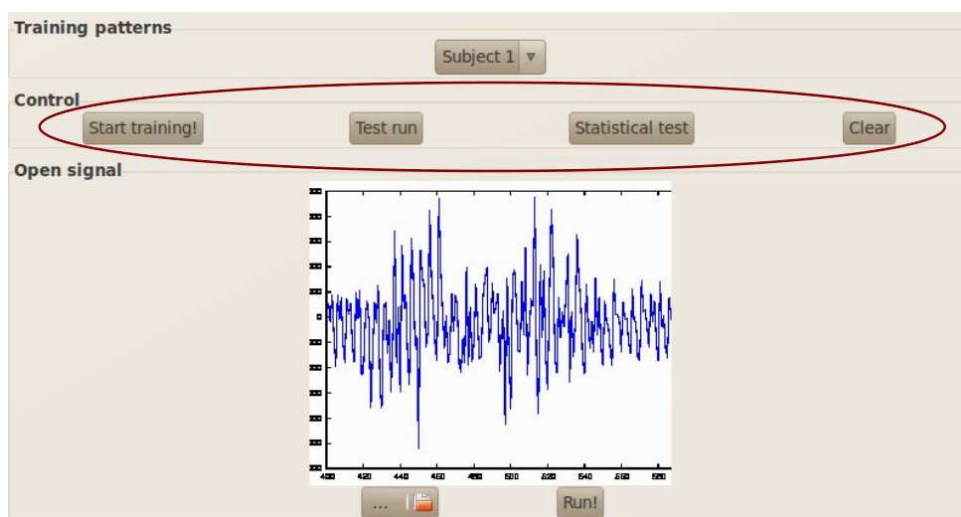 Training patterns
Subject 1
Control
Start training!
Test run
Statistical test
Clear
Open signal
0
400 420 440 460 480 500 520 540 560 580
...
Run!